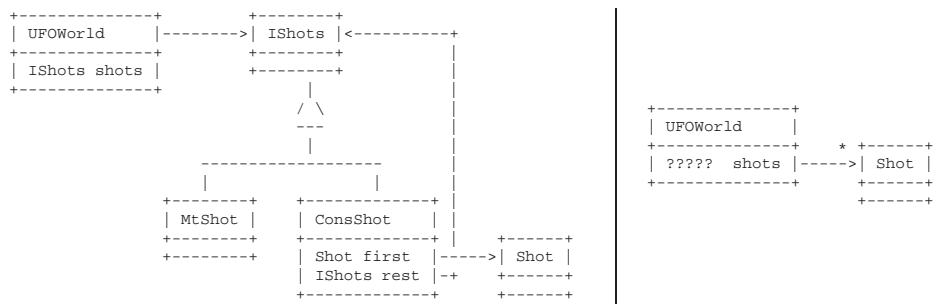 UFOWorld
IShots
IShots shots
MtShot
ConsShot
Shot first
IShots rest
Shot
UFOWorld
????? shots
*
Shot